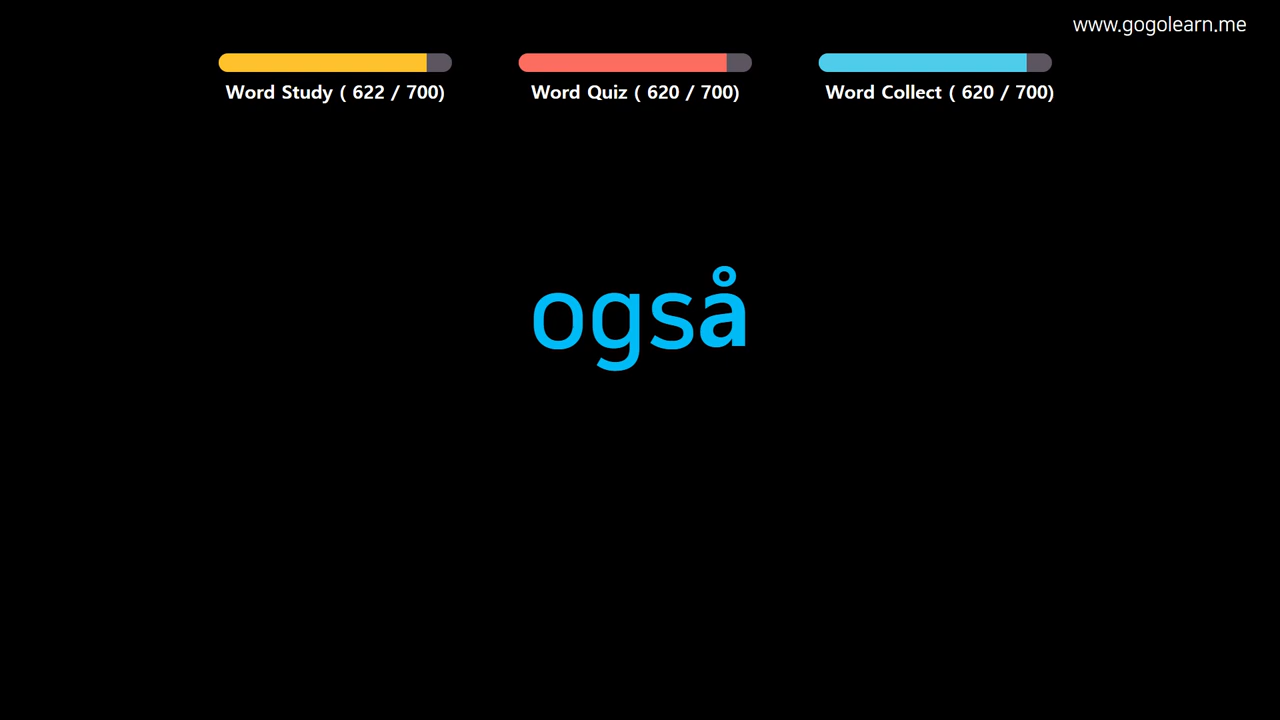 www.gogolearn.me
Word Study ( 622 / 700)
Word Quiz ( 620 / 700)
Word Collect ( 620 / 700)
også